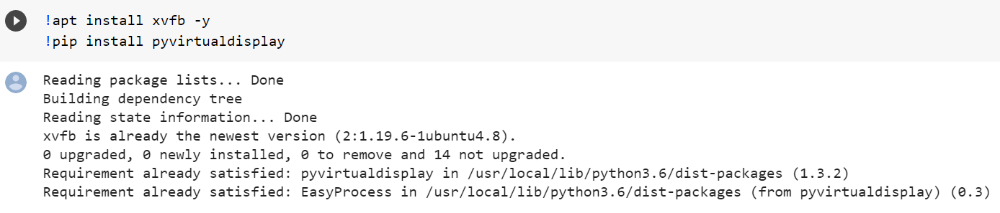 !apt install xvfb -y
!pip install pyvirtualdisplay
Reading package lists... Done
Building dependency tree
Reading state information... Done
xvfb is already the newest version (2:1.19.6-1ubuntu4.8).
0 upgraded, 0 newly installed, 0 to remove and 14 not upgraded.
Requirement already satisfied: pyvirtualdisplay in /usr/local/lib/python3.6/dist-packages (1.3.2)
Requirement already satisfied: EasyProcess in /usr/local/lib/python3.6/dist-packages (from pyvirtualdisplay) (0.3)